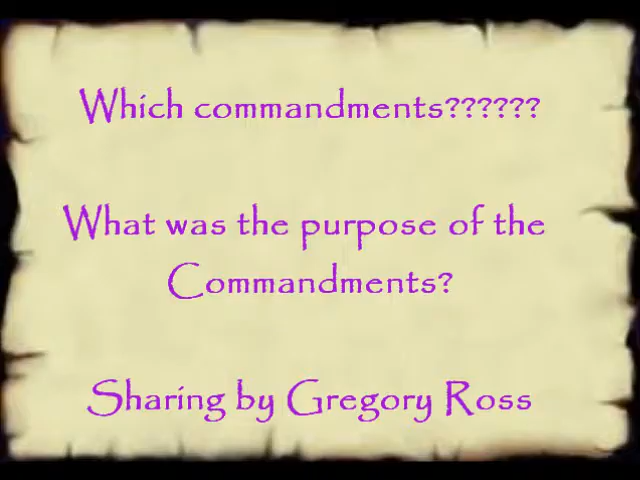 Which commandments??????
What was the purpose of the
Commandments?
Sharing by Gregory Ross